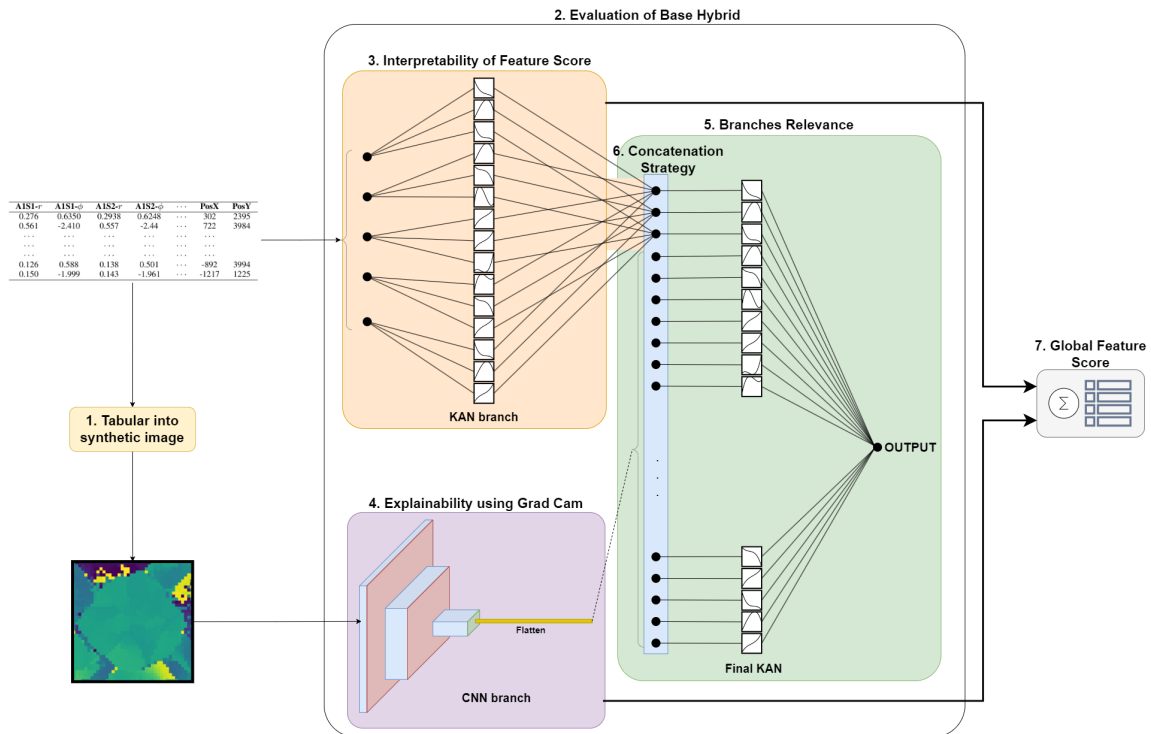 2. Evaluation of Base Hybrid
3. Interpretability of Feature Score
5. Branches Relevance
6. Concatenation
Strategy
A1S1-r A1S1-ϕ A1S2-r A1S2-ϕ ··· PosX PosY
0.276 0.6350 0.2938 0.6248 302 2395
0.561 -2.410 0.557 -2.44 ··· 722 3984
··· ··· ··· ··· ···
··· ··· ··· ··· ···
0.126 0.588 0.138 0.501 ··· -892 3994
0.150 -1.999 0.143 -1.961 ··· -1217 1225
7. Global Feature
Score
Σ
KAN branch
1. Tabular into
synthetic image
OUTPUT
4. Explainability using Grad Cam
Flatten
Final KAN
CNN branch